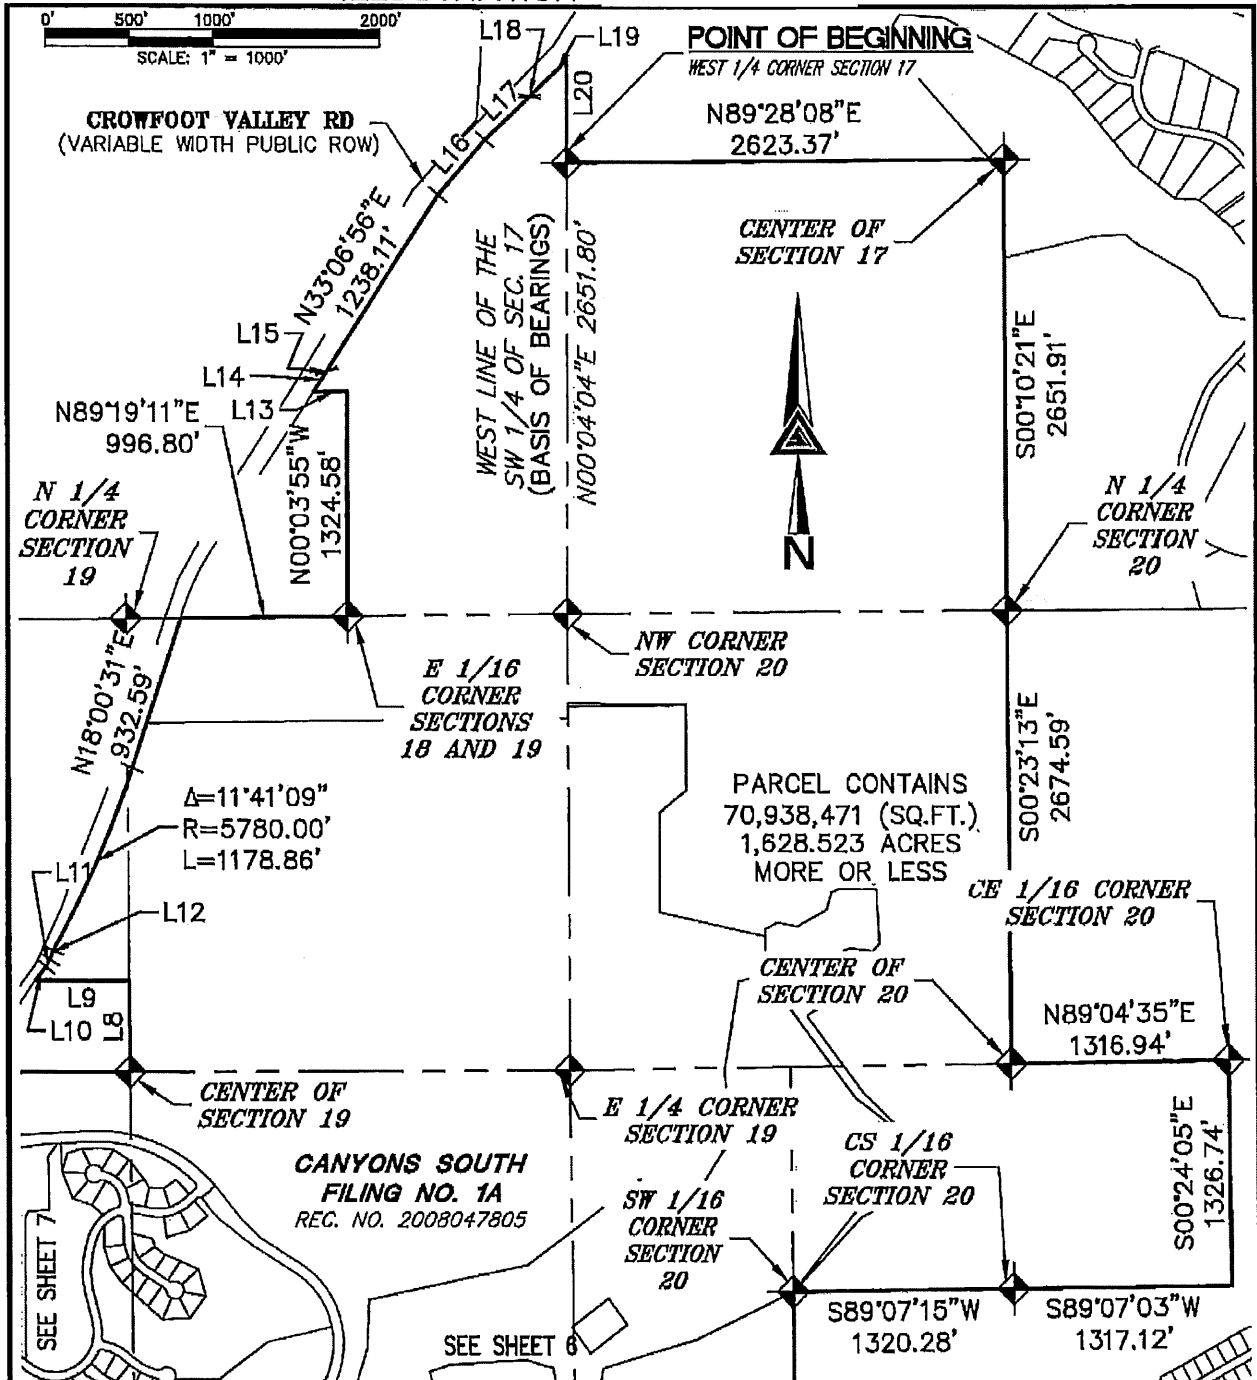 0' 500' 1000' 2000'
SCALE: 1" = 1000'
L18
L19
POINT OF BEGINNING
WEST 1/4 CORNER SECTION 17
CROWFOOT VALLEY RD
(VARIABLE WIDTH PUBLIC ROW)
L17
L20
L16
N89°28'08"E
2623.37'
N33°06'56"E
1238.11'
WEST LINE OF THE
SW 1/4 OF SEC. 17
(BASIS OF BEARINGS)
N00°04'04"E 2651.80'
CENTER OF
SECTION 17
L15
L14
L13
S00°10'21"E
2651.91'
N89°19'11"E
996.80'
N00°03'55"W
1324.58'
N 1/4
CORNER
SECTION
19
N 1/4
CORNER
SECTION
20
N
NW CORNER
SECTION 20
E 1/16
CORNER
SECTIONS
18 AND 19
N18°00'31"E
932.59'
S00°23'13"E
2674.59'
Δ=11°41'09"
R=5780.00'
L=1178.86'
PARCEL CONTAINS
70,938,471 (SQ.FT.)
1,628.523 ACRES
MORE OR LESS
L11
L12
CE 1/16 CORNER
SECTION 20
CENTER OF
SECTION 20
L9
L10
L8
N89°04'35"E
1316.94'
CENTER OF
SECTION 19
E 1/4 CORNER
SECTION 19
CS 1/16
CORNER
SECTION 20
S00°24'05"E
1326.74'
CANYONS SOUTH
FILING NO. 1A
REC. NO. 2008047805
SW 1/16
CORNER
SECTION
20
SEE SHEET 7
SEE SHEET 6
S89°07'15"W
1320.28'
S89°07'03"W
1317.12'